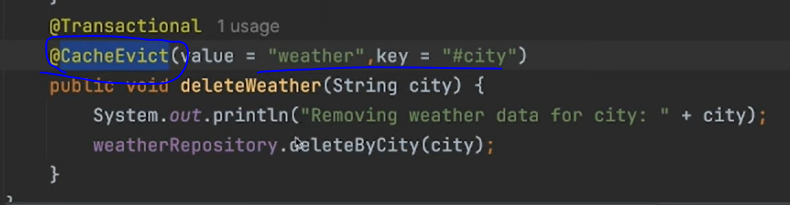 @Transactional 1 usage
@CacheEvict(value = "weather",key = "#city")
public void deleteWeather(String city) {
System.out.println("Removing weather data for city: " + city);
weatherRepository.deleteByCity(city);
}